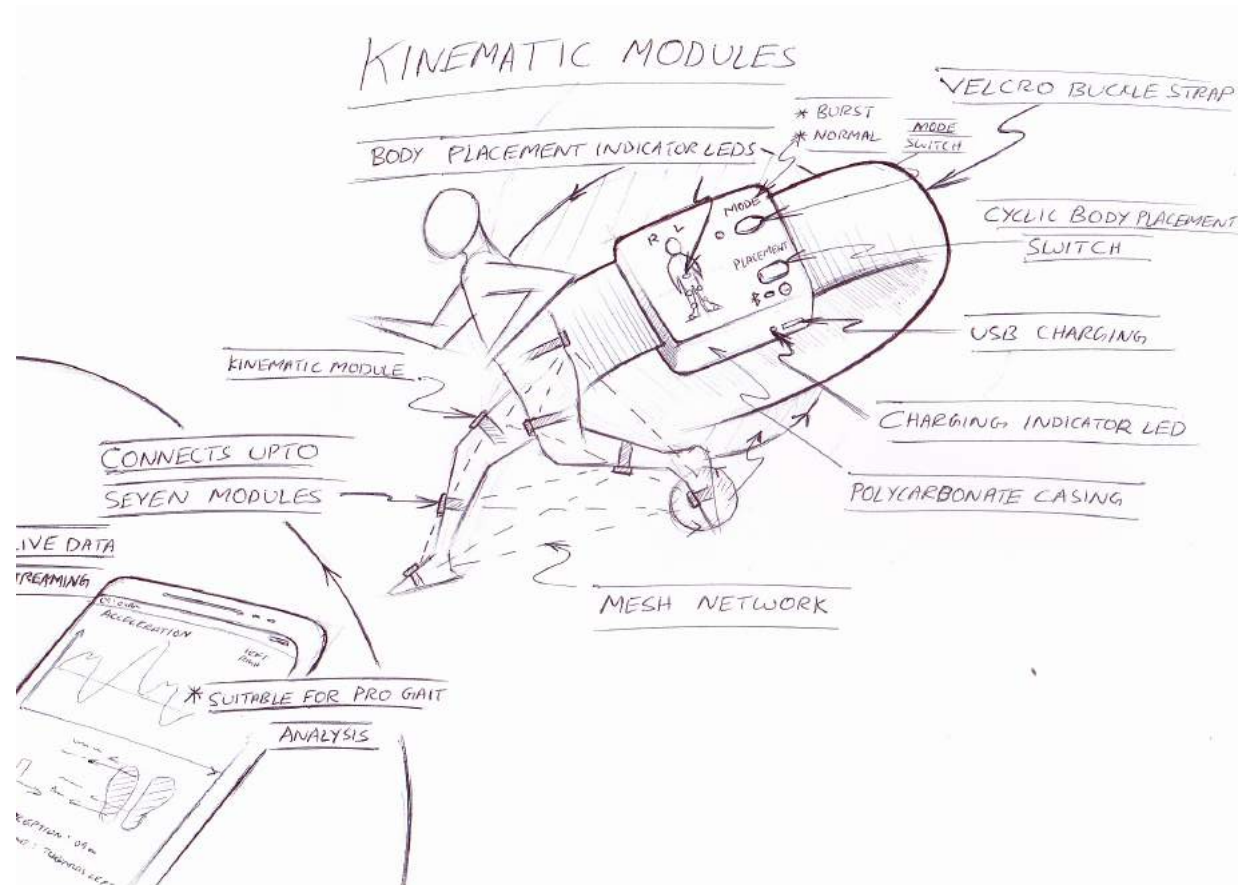 KINEMATIC MODULES
VELCRO BUCKLE STRAP
* BURST
* NORMAL
MODE
SWITCH
BODY PLACEMENT INDICATOR LEDS
MODE
R L
PLACEMENT
CYCLIC BODY PLACEMENT
SWITCH
USB CHARGING
KINEMATIC MODULE
CHARGING INDICATOR LED
CONNECTS UPTO
SEVEN MODULES
POLYCARBONATE CASING
IVE DATA
TREAMING
MESH NETWORK
ACCELERATION
LEFT
* SUITABLE FOR PRO GAIT
ANALYSIS